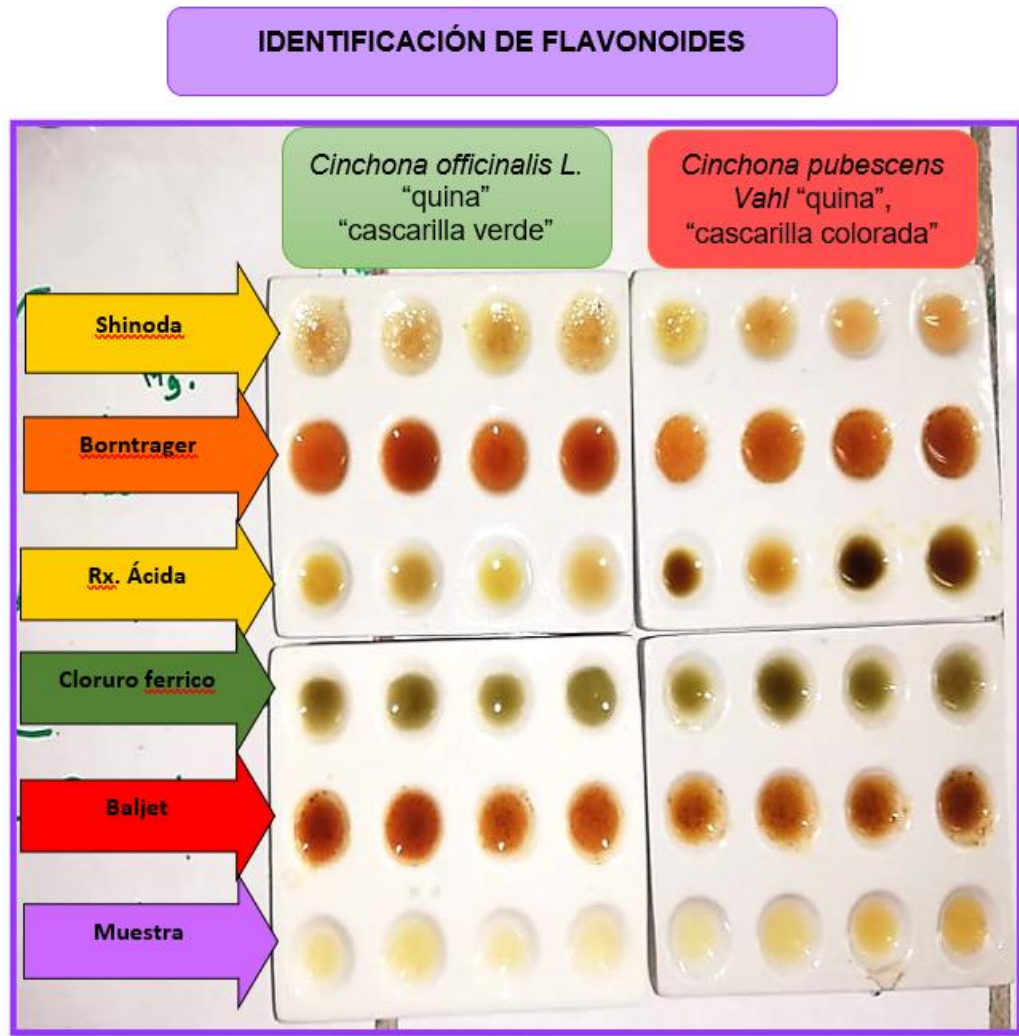 IDENTIFICACIÓN DE FLAVONOIDES
Cinchona officinalis L.
“quina”
“cascarilla verde”
Cinchona pubescens
Vahl “quina”,
“cascarilla colorada”
Shinoda
Mg.
Borntrager
Rx. Ácida
Cloruro ferrico
Baljet
Muestra